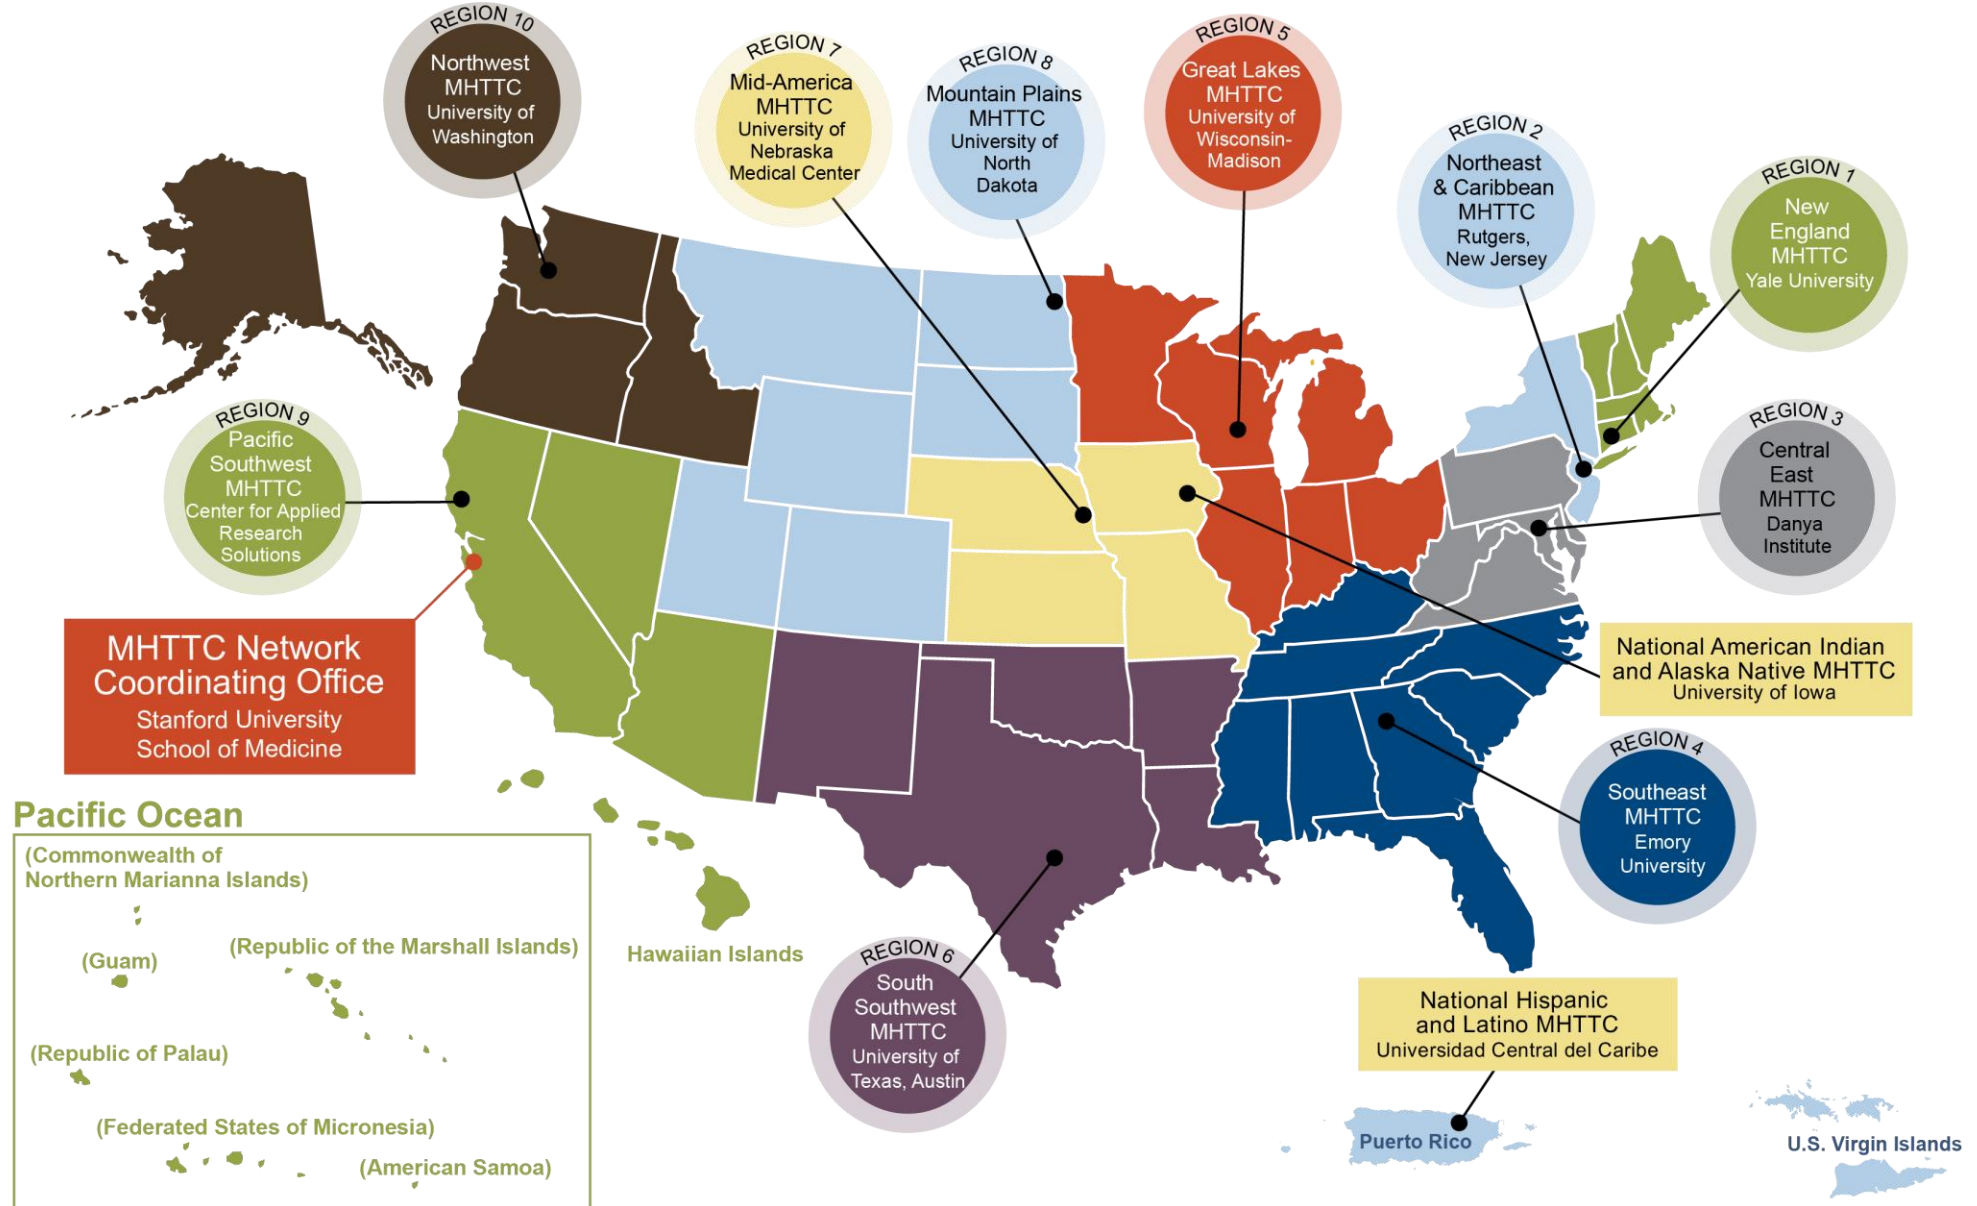 REGION 10
Northwest
MHTTC
University of
Washington
REGION 7
Mid-America
MHTTC
University of
Nebraska
Medical Center
REGION 8
Mountain Plains
MHTTC
University of
North
Dakota
REGION 5
Great Lakes
MHTTC
University of
Wisconsin-
Madison
REGION 2
Northeast
& Caribbean
MHTTC
Rutgers,
New Jersey
REGION 1
New
England
MHTTC
Yale University
REGION 9
Pacific
Southwest
MHTTC
Center for Applied
Research
Solutions
REGION 3
Central
East
MHTTC
Danya
Institute
MHTTC Network
Coordinating Office
Stanford University
School of Medicine
National American Indian
and Alaska Native MHTTC
University of Iowa
REGION 4
Southeast
MHTTC
Emory
University
Pacific Ocean
(Commonwealth of
Northern Marianna Islands)
(Guam)
(Republic of the Marshall Islands)
(Republic of Palau)
(Federated States of Micronesia)
(American Samoa)
Hawaiian Islands
REGION 6
South
Southwest
MHTTC
University of
Texas, Austin
National Hispanic
and Latino MHTTC
Universidad Central del Caribe
Puerto Rico
U.S. Virgin Islands